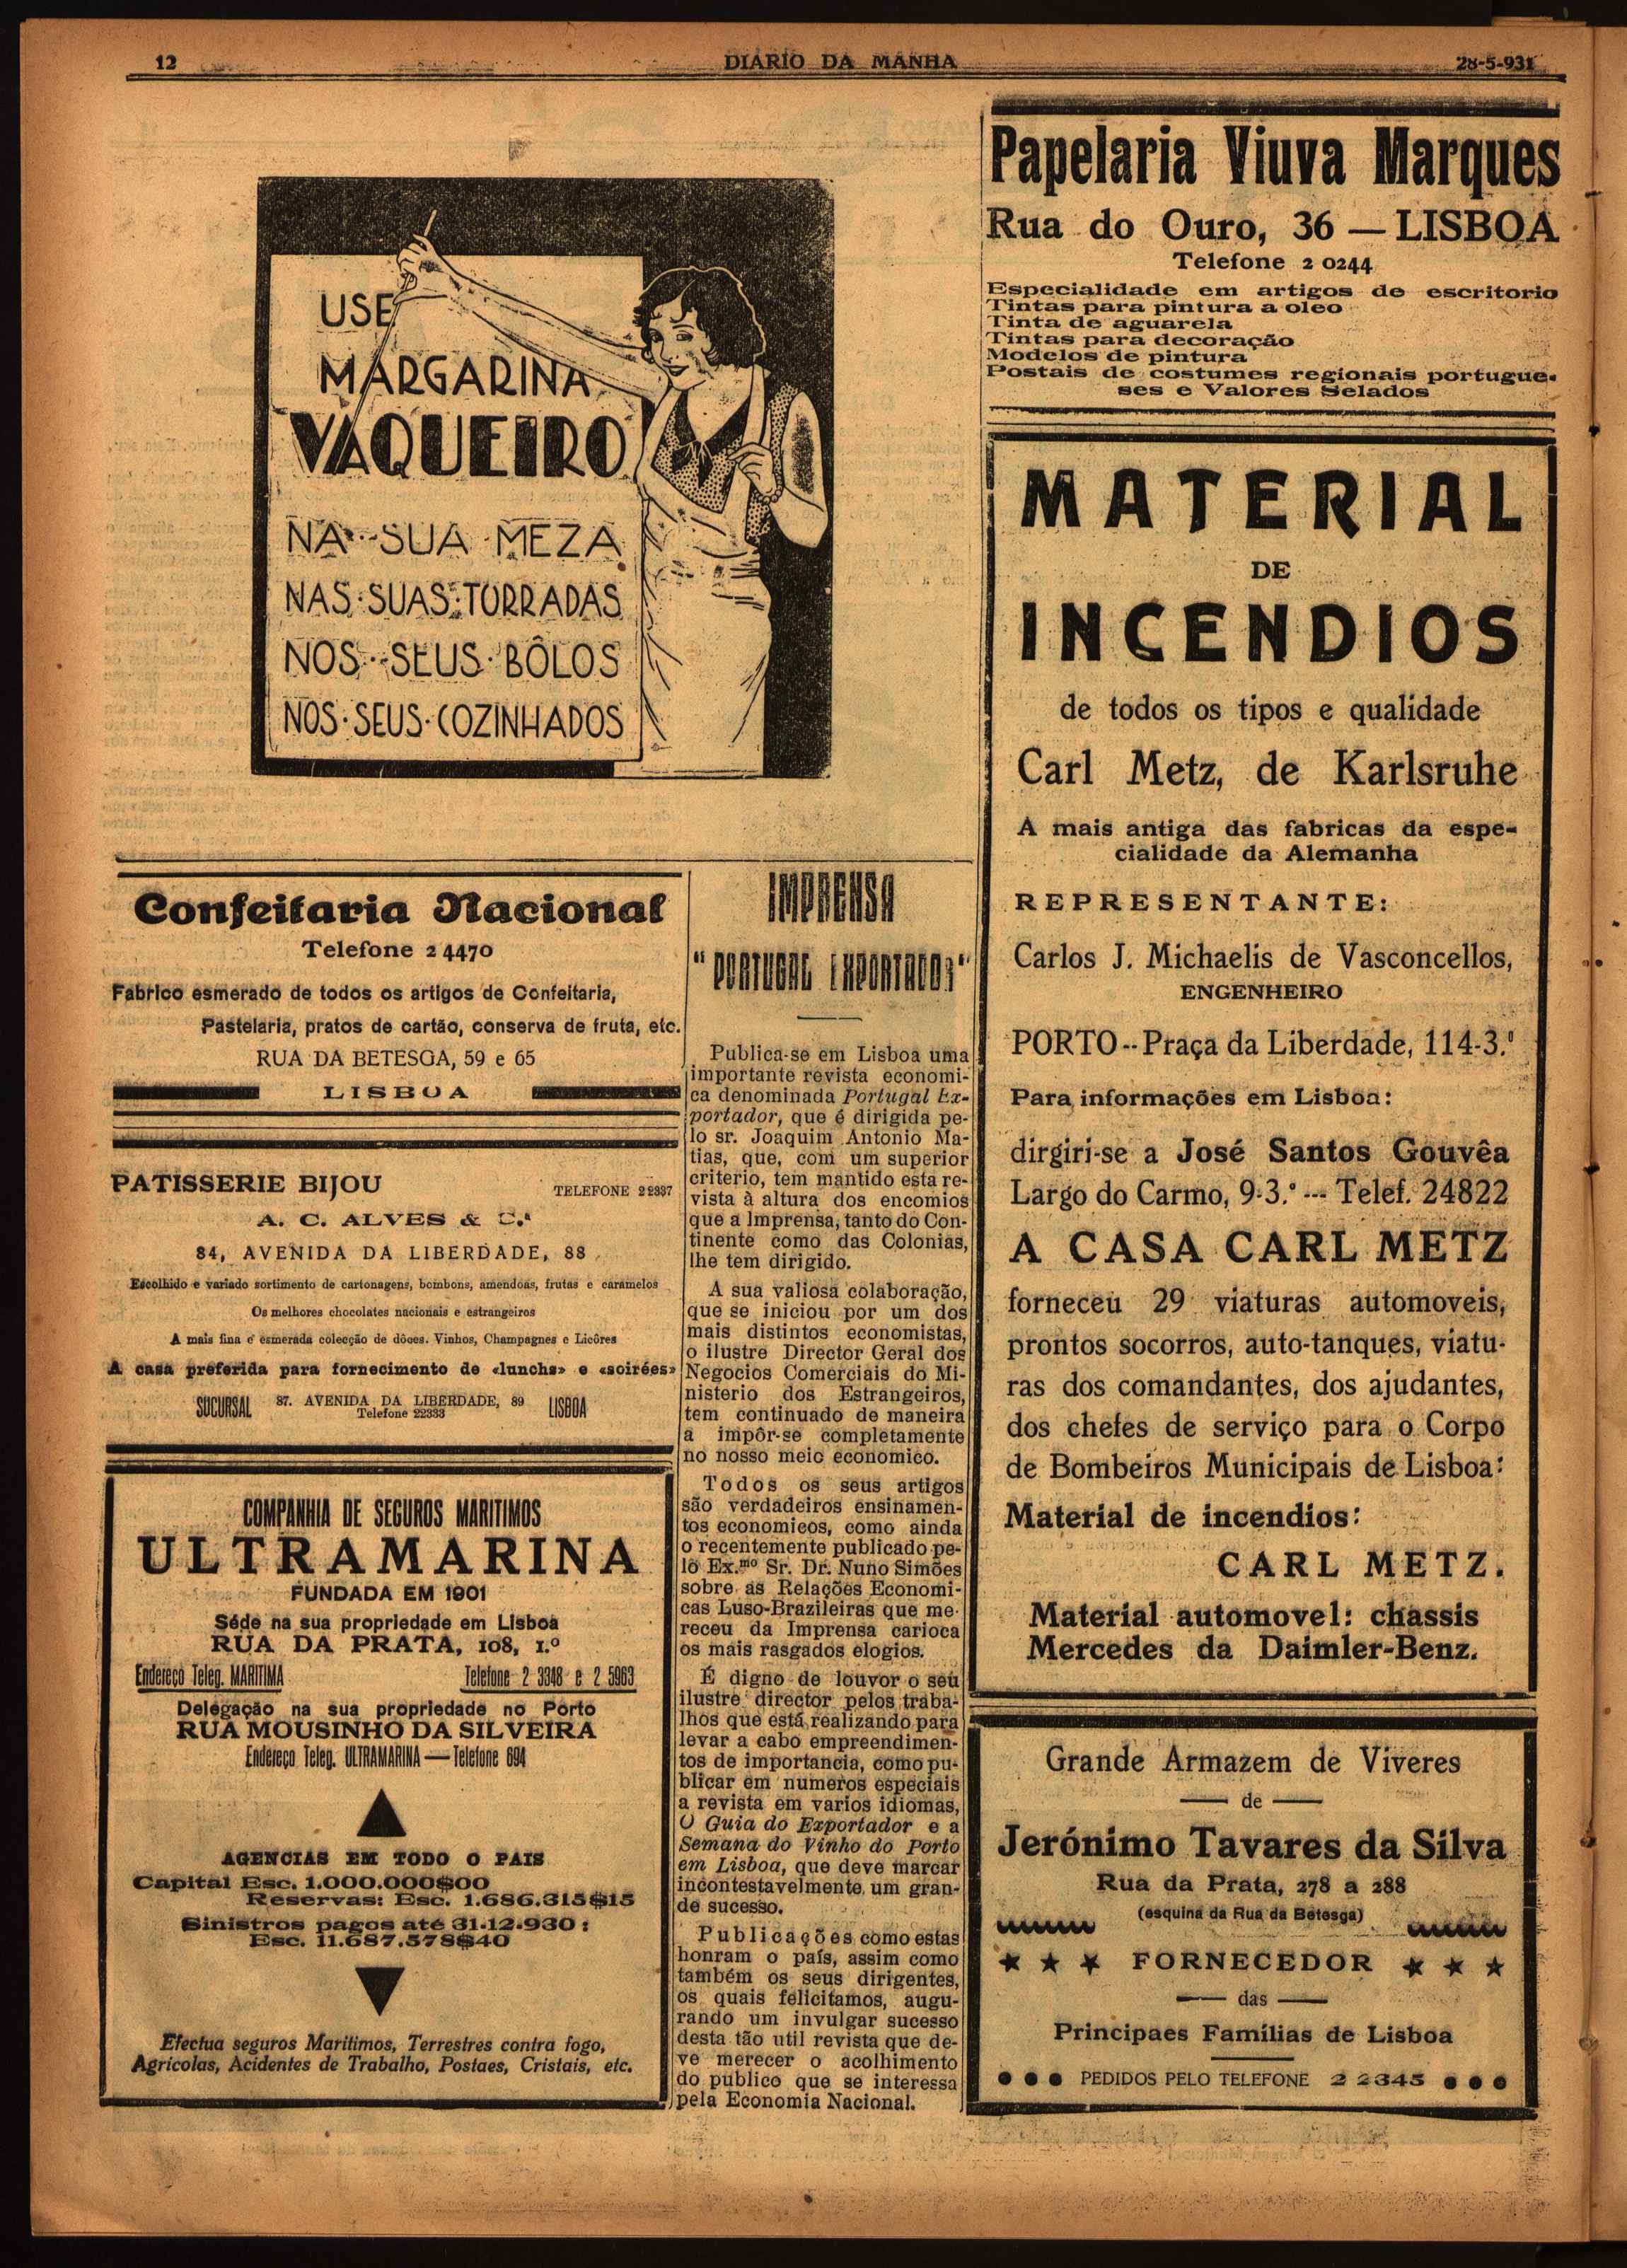 12
DIARIO DA MANHA
28-5-931
USE
MARGARINA
VAQUEIRO
NA SUA MEZA
NAS·SUAS·TORRADAS
NOS SEUS·BÔLOS
NOS·SEUS·COZINHADOS
Confeitaria Nacional
Telefone 2 4470
Fabrico esmerado de todos os artigos de Confeitaria,
Pastelaria, pratos de cartão, conserva de fruta, etc.
RUA DA BETESGA, 59 e 65
LISBOA
PATISSERIE BIJOU
TELEFONE 2 2337
A. C. ALVES & C.ª
84, AVENIDA DA LIBERDADE, 88
Escolhido e variado sortimento de cartonagens, bombons, amendoas, frutas e caramelos
Os melhores chocolates nacionais e estrangeiros
A mais fina e esmerada colecção de dôces. Vinhos, Champagnes e Licôres
A casa preferida para fornecimento de «lunchs» e «soirées»
SUCURSAL
87. AVENIDA DA LIBERDADE, 89
Telefone 22333
LISBOA
COMPANHIA DE SEGUROS MARITIMOS
ULTRAMARINA
FUNDADA EM 1901
Séde na sua propriedade em Lisboa
RUA DA PRATA, 108, 1.º
Endereço Teleg. MARITIMA
Telefone 2 3348 e 2 5963
Delegação na sua propriedade no Porto
RUA MOUSINHO DA SILVEIRA
Endereço Teleg. ULTRAMARINA — Telefone 694
AGENCIAS EM TODO O PAIS
Capital Esc. 1.000.000$00
Reservas: Esc. 1.686.315$15
Sinistros pagos até 31-12-930:
Esc. 11.687.578$40
Efectua seguros Maritimos, Terrestres contra fogo,
Agrícolas, Acidentes de Trabalho, Postaes, Cristais, etc.
IMPRENSA
"PORTUGAL EXPORTADOR"
Publica-se em Lisboa uma
importante revista economi-
ca denominada Portugal Ex-
portador, que é dirigida pe-
lo sr. Joaquim Antonio Ma-
tias, que, com um superior
criterio, tem mantido esta re-
vista à altura dos encomios
que a Imprensa, tanto do Con-
tinente como das Colonias,
lhe tem dirigido.
A sua valiosa colaboração,
que se iniciou por um dos
mais distintos economistas,
o ilustre Director Geral dos
Negocios Comerciais do Mi-
nisterio dos Estrangeiros,
tem continuado de maneira
a impôr-se completamente
no nosso meio economico.
Todos os seus artigos
são verdadeiros ensinamen-
tos economicos, como ainda
o recentemente publicado pe-
lo Ex.mo Sr. Dr. Nuno Simões
sobre as Relações Economi-
cas Luso-Brazileiras que me-
receu da Imprensa carioca
os mais rasgados elogios.
É digno de louvor o seu
ilustre director pelos traba-
lhos que está realizando para
levar a cabo empreendimen-
tos de importancia, como pu-
blicar em numeros especiais
a revista em varios idiomas,
O Guia do Exportador e a
Semana do Vinho do Porto
em Lisboa, que deve marcar
incontestavelmente um gran-
de sucesso.
Publicações como estas
honram o país, assim como
também os seus dirigentes,
os quais felicitamos, augu-
rando um invulgar sucesso
desta tão util revista que de-
ve merecer o acolhimento
do publico que se interessa
pela Economia Nacional.
Papelaria Viuva Marques
Rua do Ouro, 36 — LISBOA
Telefone 2 0244
Especialidade em artigos de escritorio
Tintas para pintura a oleo
Tinta de aguarela
Tintas para decoração
Modelos de pintura
Postais de costumes regionais portugue-
ses e Valores Selados
MATERIAL
DE
INCENDIOS
de todos os tipos e qualidade
Carl Metz, de Karlsruhe
A mais antiga das fabricas da espe-
cialidade da Alemanha
REPRESENTANTE:
Carlos J. Michaelis de Vasconcellos,
ENGENHEIRO
PORTO--Praça da Liberdade, 114-3.º
Para informações em Lisboa:
dirgiri-se a José Santos Gouvêa
Largo do Carmo, 9-3.º --- Telef. 24822
A CASA CARL METZ
forneceu 29 viaturas automoveis,
prontos socorros, auto-tanques, viatu-
ras dos comandantes, dos ajudantes,
dos chefes de serviço para o Corpo
de Bombeiros Municipais de Lisboa:
Material de incendios:
CARL METZ.
Material automovel: chassis
Mercedes da Daimler-Benz.
Grande Armazem de Viveres
— de —
Jerónimo Tavares da Silva
Rua da Prata, 278 a 288
(esquina da Rua da Betesga)
★ ★ ★ FORNECEDOR ★ ★ ★
— das —
Principaes Famílias de Lisboa
● ● ● PEDIDOS PELO TELEFONE 2 2345 ● ● ●